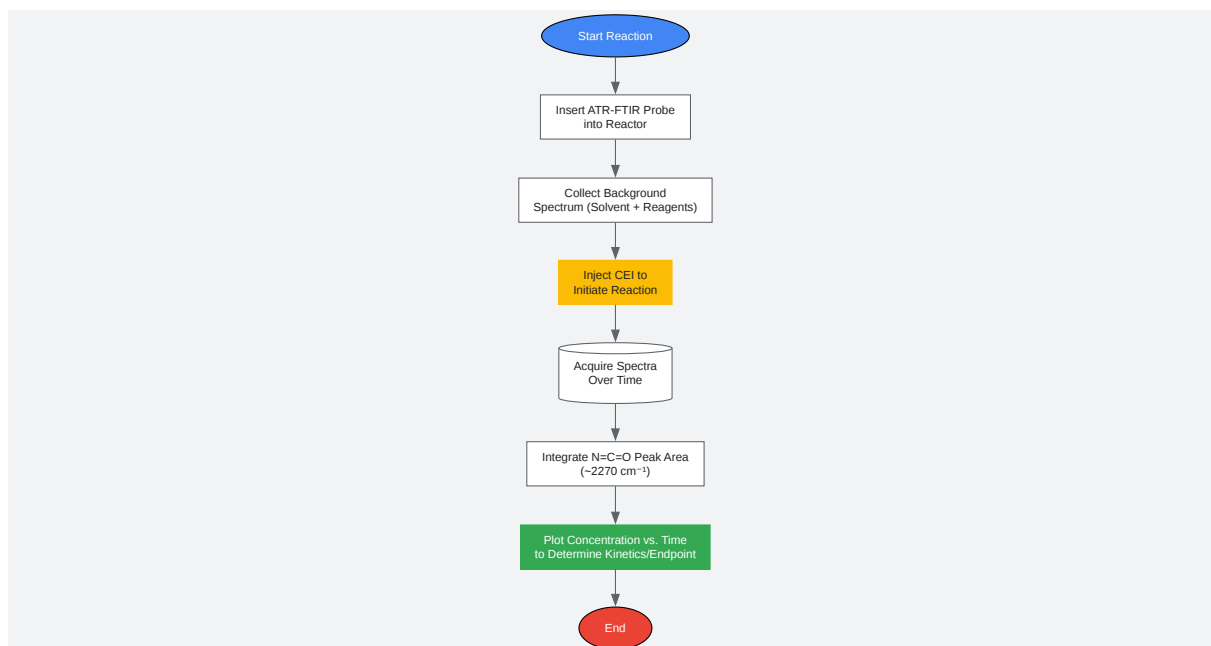 Start Reaction
Insert ATR-FTIR Probe
into Reactor
Collect Background
Spectrum (Solvent + Reagents)
Inject CEI to
Initiate Reaction
Acquire Spectra
Over Time
Integrate N=C=O Peak Area
(~2270 cm⁻¹)
Plot Concentration vs. Time
to Determine Kinetics/Endpoint
End